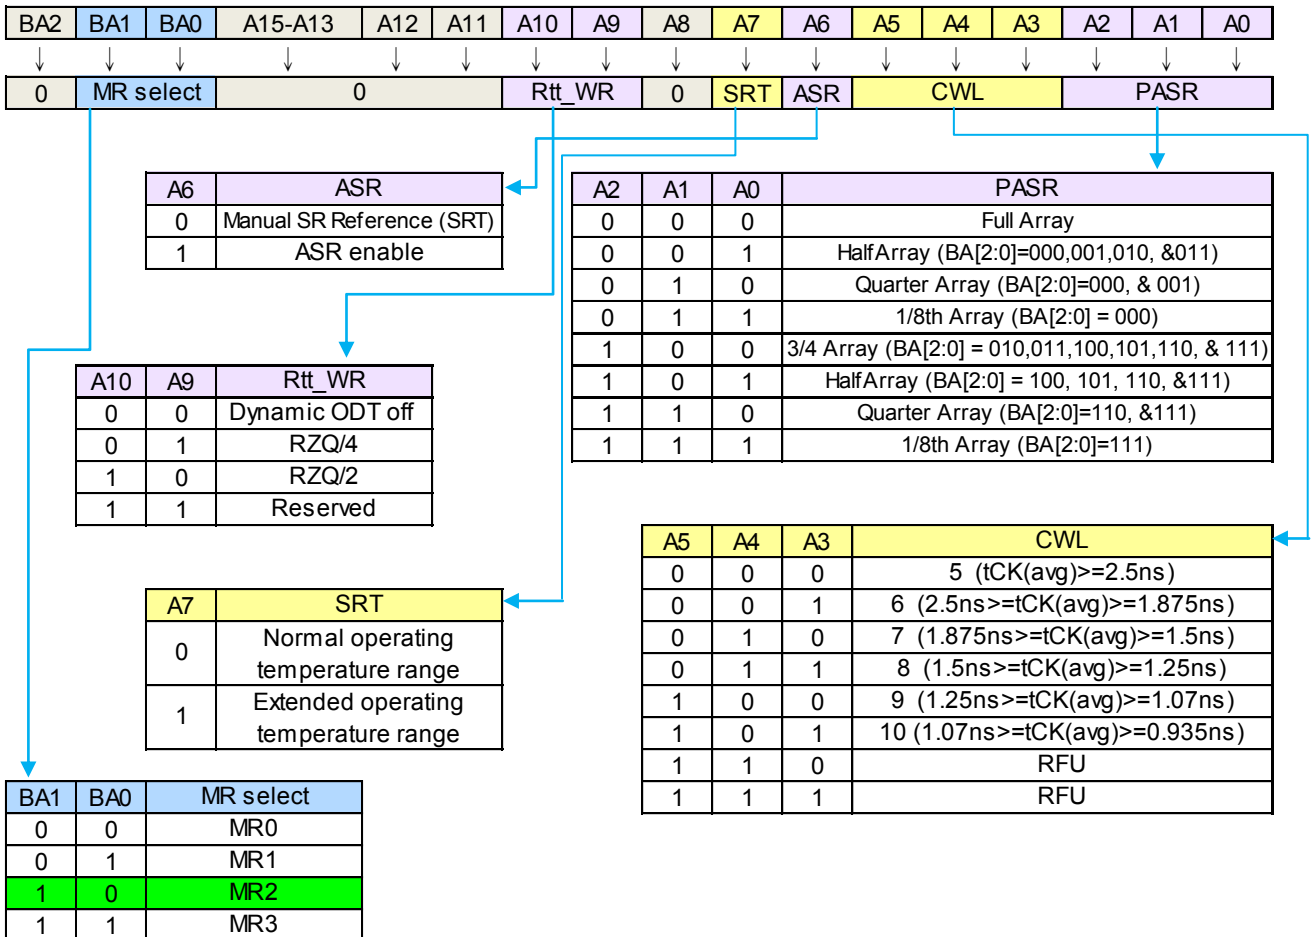 BA2 BA1 BA0 A15-A13 A12 A11 A10 A9 A8 A7 A6 A5 A4 A3 A2 A1 A0
0 MR select 0 Rtt_WR 0 SRT ASR CWL PASR
A6 ASR
0 Manual SR Reference (SRT)
1 ASR enable
A2 A1 A0 PASR
0 0 0 Full Array
0 0 1 HalfArray (BA[2:0]=000,001,010, &011)
0 1 0 Quarter Array (BA[2:0]=000, & 001)
0 1 1 1/8th Array (BA[2:0] = 000)
1 0 0 3/4 Array (BA[2:0] = 010,011,100,101,110, & 111)
1 0 1 HalfArray (BA[2:0] = 100, 101, 110, &111)
1 1 0 Quarter Array (BA[2:0]=110, &111)
1 1 1 1/8th Array (BA[2:0]=111)
A10 A9 Rtt_WR
0 0 Dynamic ODT off
0 1 RZQ/4
1 0 RZQ/2
1 1 Reserved
A5 A4 A3 CWL
0 0 0 5 (tCK(avg)>=2.5ns)
0 0 1 6 (2.5ns>=tCK(avg)>=1.875ns)
0 1 0 7 (1.875ns>=tCK(avg)>=1.5ns)
0 1 1 8 (1.5ns>=tCK(avg)>=1.25ns)
1 0 0 9 (1.25ns>=tCK(avg)>=1.07ns)
1 0 1 10 (1.07ns>=tCK(avg)>=0.935ns)
1 1 0 RFU
1 1 1 RFU
A7 SRT
0 Normal operating
temperature range
1 Extended operating
temperature range
BA1 BA0 MR select
0 0 MR0
0 1 MR1
1 0 MR2
1 1 MR3